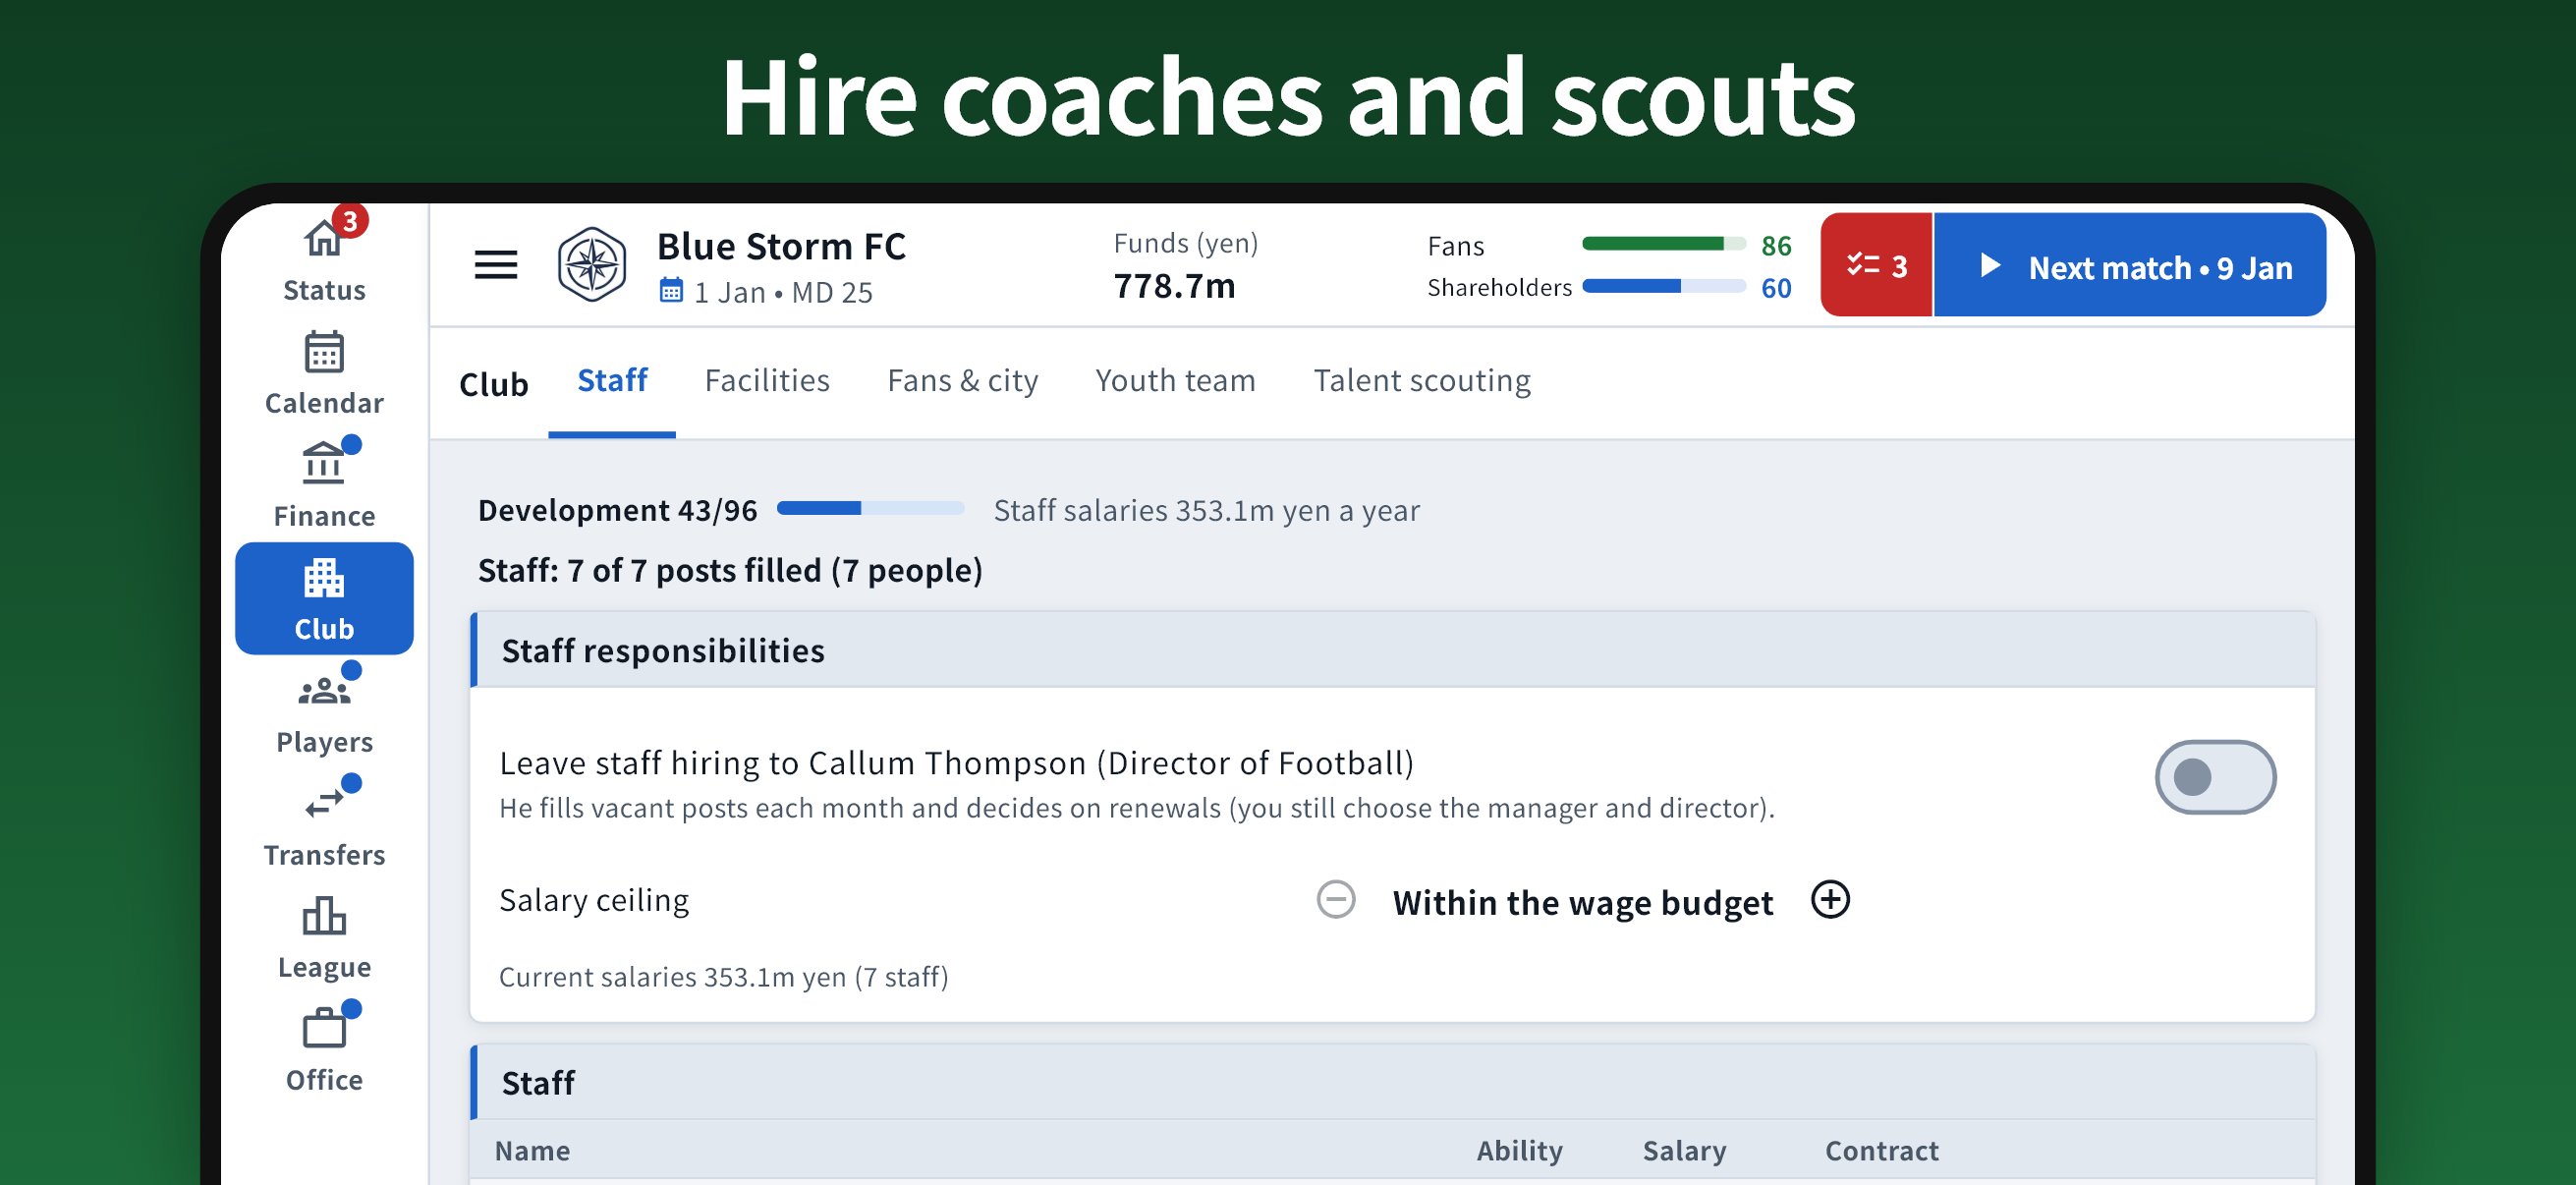 Hire coaches and scouts
3
Status
Calendar
Finance
Club
Players
Transfers
League
Office
Blue Storm FC
1 Jan • MD 25
Funds (yen)
778.7m
Fans 86
Shareholders 60
3
Next match • 9 Jan
Club Staff Facilities Fans & city Youth team Talent scouting
Development 43/96 Staff salaries 353.1m yen a year
Staff: 7 of 7 posts filled (7 people)
Staff responsibilities
Leave staff hiring to Callum Thompson (Director of Football)
He fills vacant posts each month and decides on renewals (you still choose the manager and director).
Salary ceiling Within the wage budget
Current salaries 353.1m yen (7 staff)
Staff
Name Ability Salary Contract